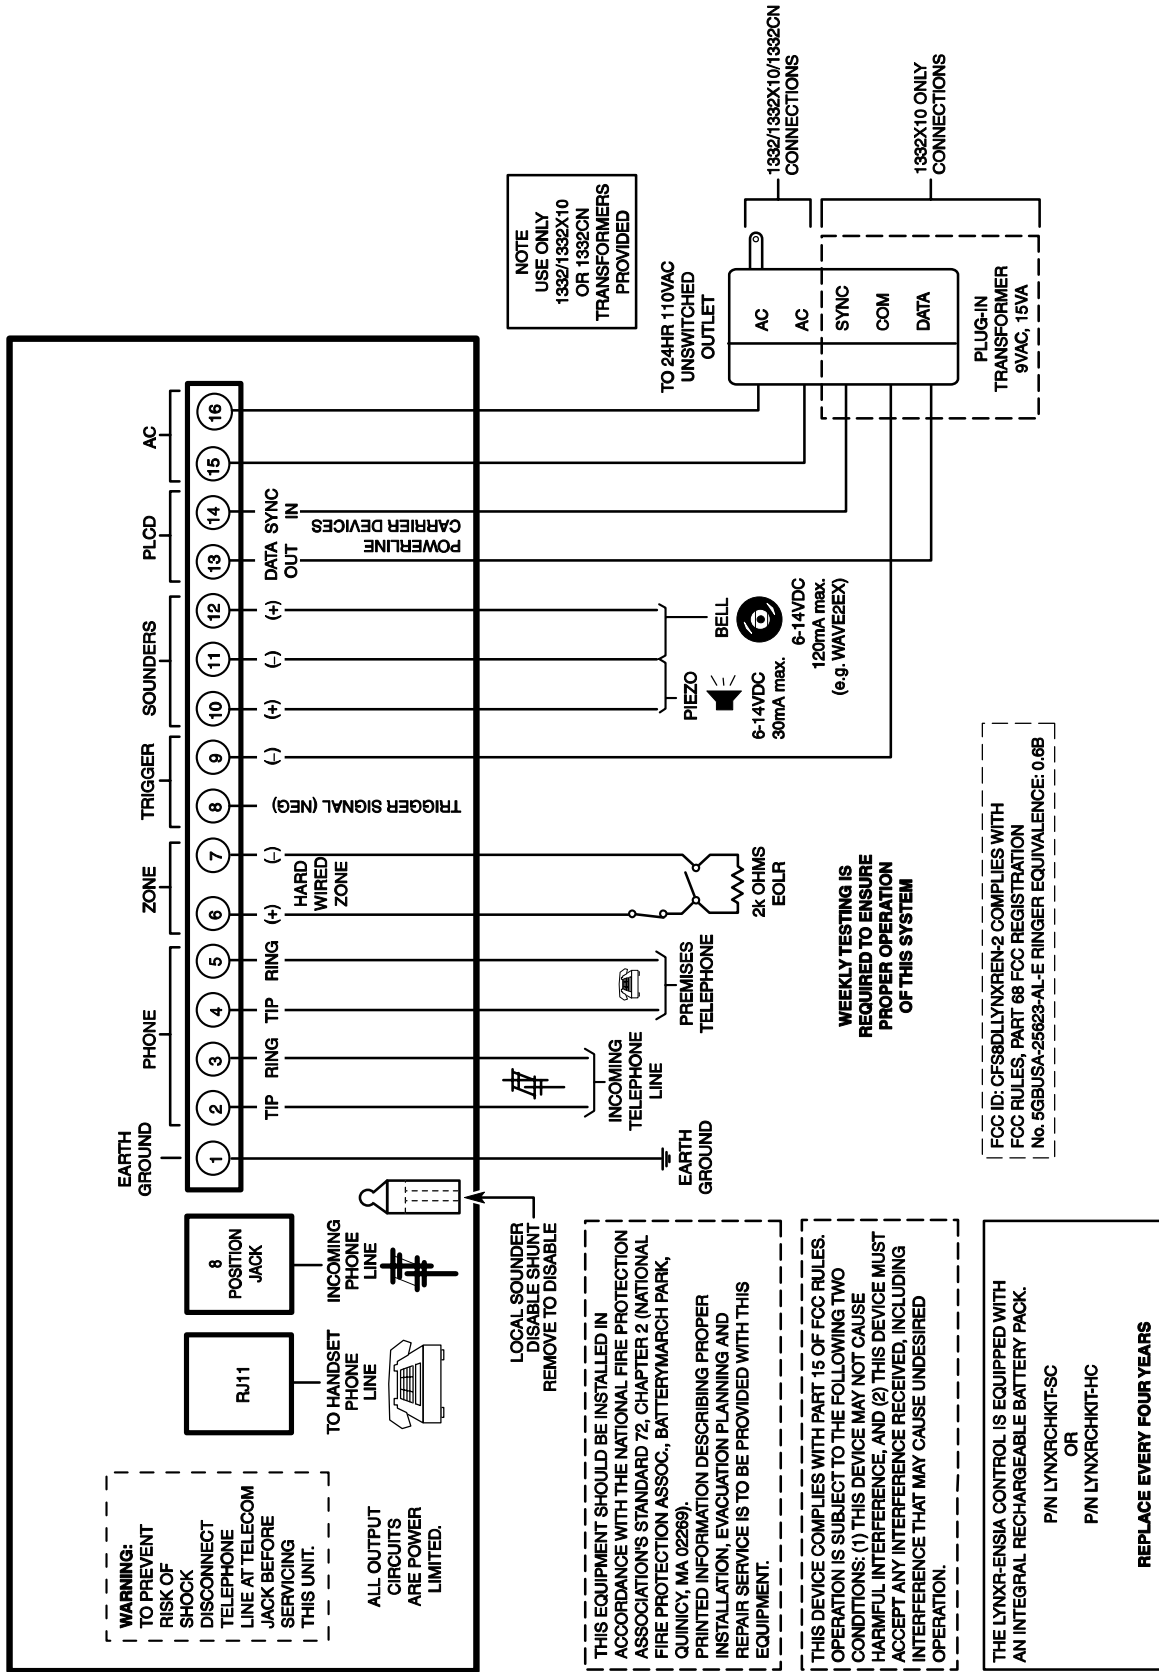 WARNING:
TO PREVENT
RISK OF
SHOCK
DISCONNECT
TELEPHONE
LINE AT TELECOM
JACK BEFORE
SERVICING
THIS UNIT.
ALL OUTPUT
CIRCUITS
ARE POWER
LIMITED.
RJ11
TO HANDSET
PHONE
LINE
8
POSITION
JACK
INCOMING
PHONE
LINE
LOCAL SOUNDER
DISABLE SHUNT
REMOVE TO DISABLE
EARTH
GROUND
PHONE
ZONE
TRIGGER
SOUNDERS
PLCD
AC
1
2
3
4
5
6
7
8
9
10
11
12
13
14
15
16
TIP
RING
TIP
RING
(+)
HARD
WIRED
ZONE
(–)
TRIGGER SIGNAL (NEG)
(–)
(+)
(–)
(+)
DATA
OUT
SYNC
IN
POWERLINE
CARRIER DEVICES
EARTH
GROUND
INCOMING
TELEPHONE
LINE
PREMISES
TELEPHONE
2k OHMS
EOLR
PIEZO
6-14VDC
30mA max.
BELL
6-14VDC
120mA max.
(e.g. WAVE2EX)
NOTE
USE ONLY
1332/1332X10
OR 1332CN
TRANSFORMERS
PROVIDED
TO 24HR 110VAC
UNSWITCHED
OUTLET
AC
AC
SYNC
COM
DATA
PLUG-IN
TRANSFORMER
9VAC, 15VA
1332/1332X10/1332CN
CONNECTIONS
1332X10 ONLY
CONNECTIONS
WEEKLY TESTING IS
REQUIRED TO ENSURE
PROPER OPERATION
OF THIS SYSTEM
FCC ID: CFS8DLLYNXREN-2 COMPLIES WITH
FCC RULES, PART 68 FCC REGISTRATION
No. 5GBUSA-25623-AL-E RINGER EQUIVALENCE: 0.6B
THIS EQUIPMENT SHOULD BE INSTALLED IN
ACCORDANCE WITH THE NATIONAL FIRE PROTECTION
ASSOCIATION'S STANDARD 72, CHAPTER 2 (NATIONAL
FIRE PROTECTION ASSOC., BATTERYMARCH PARK,
QUINICY, MA 02269).
PRINTED INFORMATION DESCRIBING PROPER
INSTALLATION, EVACUATION PLANNING AND
REPAIR SERVICE IS TO BE PROVIDED WITH THIS
EQUIPMENT.
THIS DEVICE COMPLIES WITH PART 15 OF FCC RULES.
OPERATION IS SUBJECT TO THE FOLLOWING TWO
CONDITIONS: (1) THIS DEVICE MAY NOT CAUSE
HARMFUL INTERFERENCE, AND (2) THIS DEVICE MUST
ACCEPT ANY INTERFERENCE RECEIVED, INCLUDING
INTERFERENCE THAT MAY CAUSE UNDESIRED
OPERATION.
THE LYNXR-ENSIA CONTROL IS EQUIPPED WITH
AN INTEGRAL RECHARGEABLE BATTERY PACK.
P/N LYNXRCHKIT-SC
OR
P/N LYNXRCHKIT-HC
REPLACE EVERY FOUR YEARS